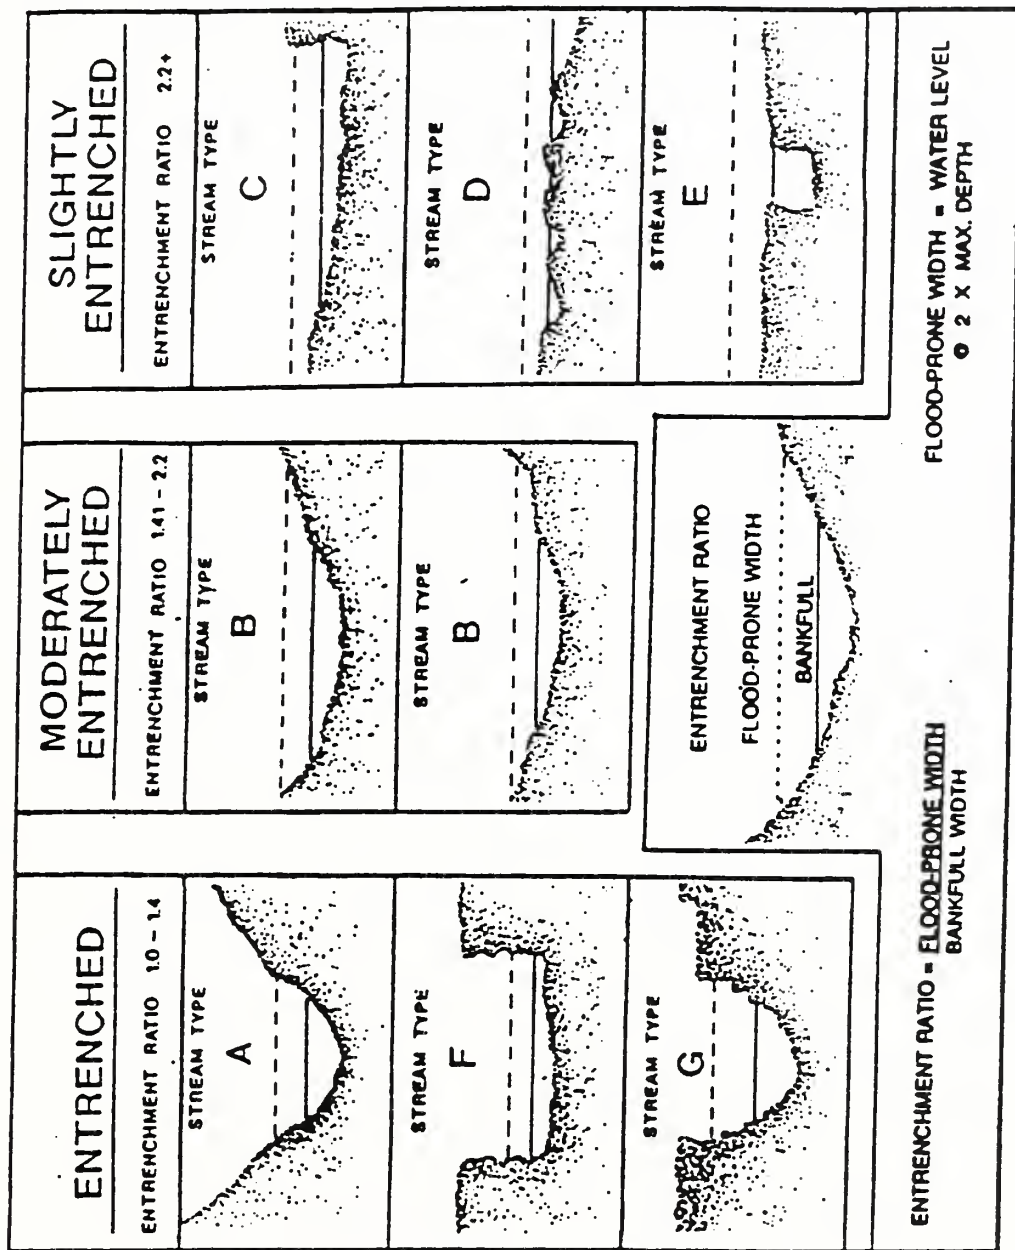 ENTRENCHED
ENTRENCHMENT RATIO 1.0 - 1.4
STREAM TYPE
A
STREAM TYPE
F
STREAM TYPE
G
MODERATELY
ENTRENCHED
ENTRENCHMENT RATIO 1.41 - 2.2
STREAM TYPE
B
STREAM TYPE
B
SLIGHTLY
ENTRENCHED
ENTRENCHMENT RATIO 2.2+
STREAM TYPE
C
STREAM TYPE
D
STREAM TYPE
E
ENTRENCHMENT RATIO
FLOOD-PRONE WIDTH
BANKFULL
ENTRENCHMENT RATIO = FLOOD-PRONE WIDTH
BANKFULL WIDTH
FLOOD-PRONE WIDTH = WATER LEVEL
@ 2 X MAX. DEPTH